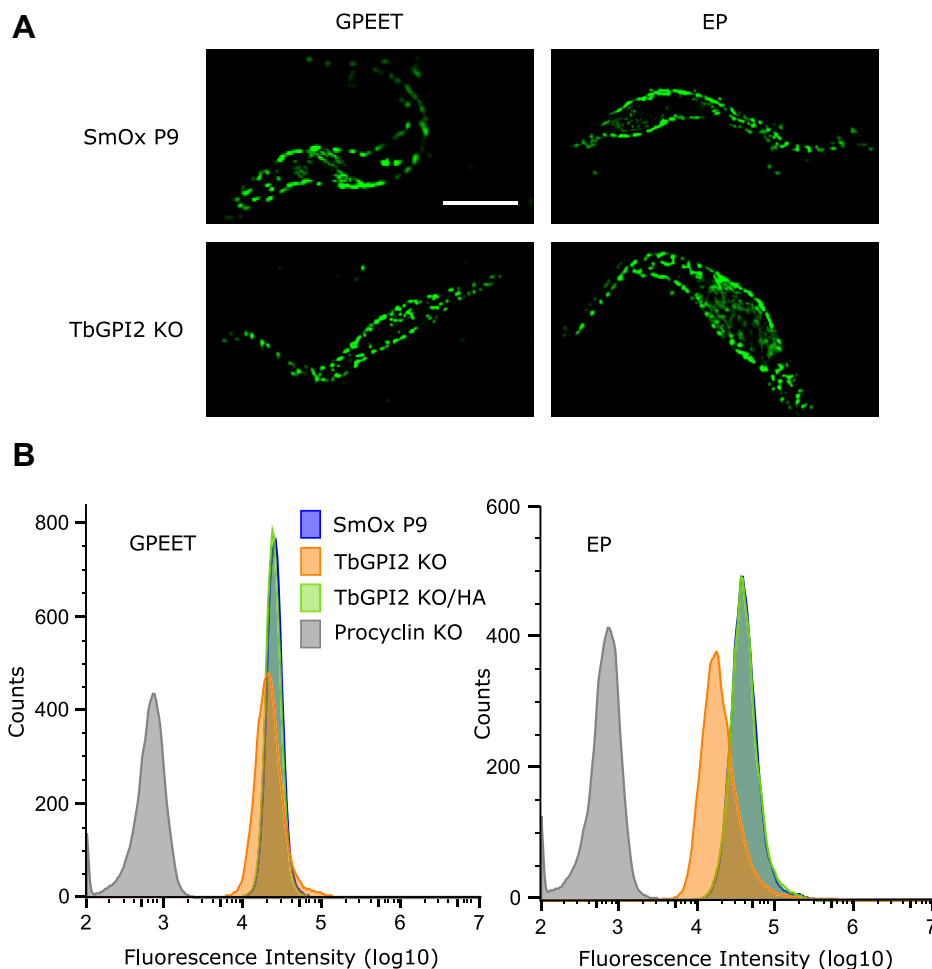 A
GPEET
EP
SmOx P9
TbGPI2 KO
B
800
600
400
200
0
Counts
GPEET
SmOx P9
TbGPI2 KO
TbGPI2 KO/HA
Procyclin KO
2 3 4 5 6 7
Fluorescence Intensity (log10)
600
400
200
0
Counts
EP
2 3 4 5 6 7
Fluorescence Intensity (log10)